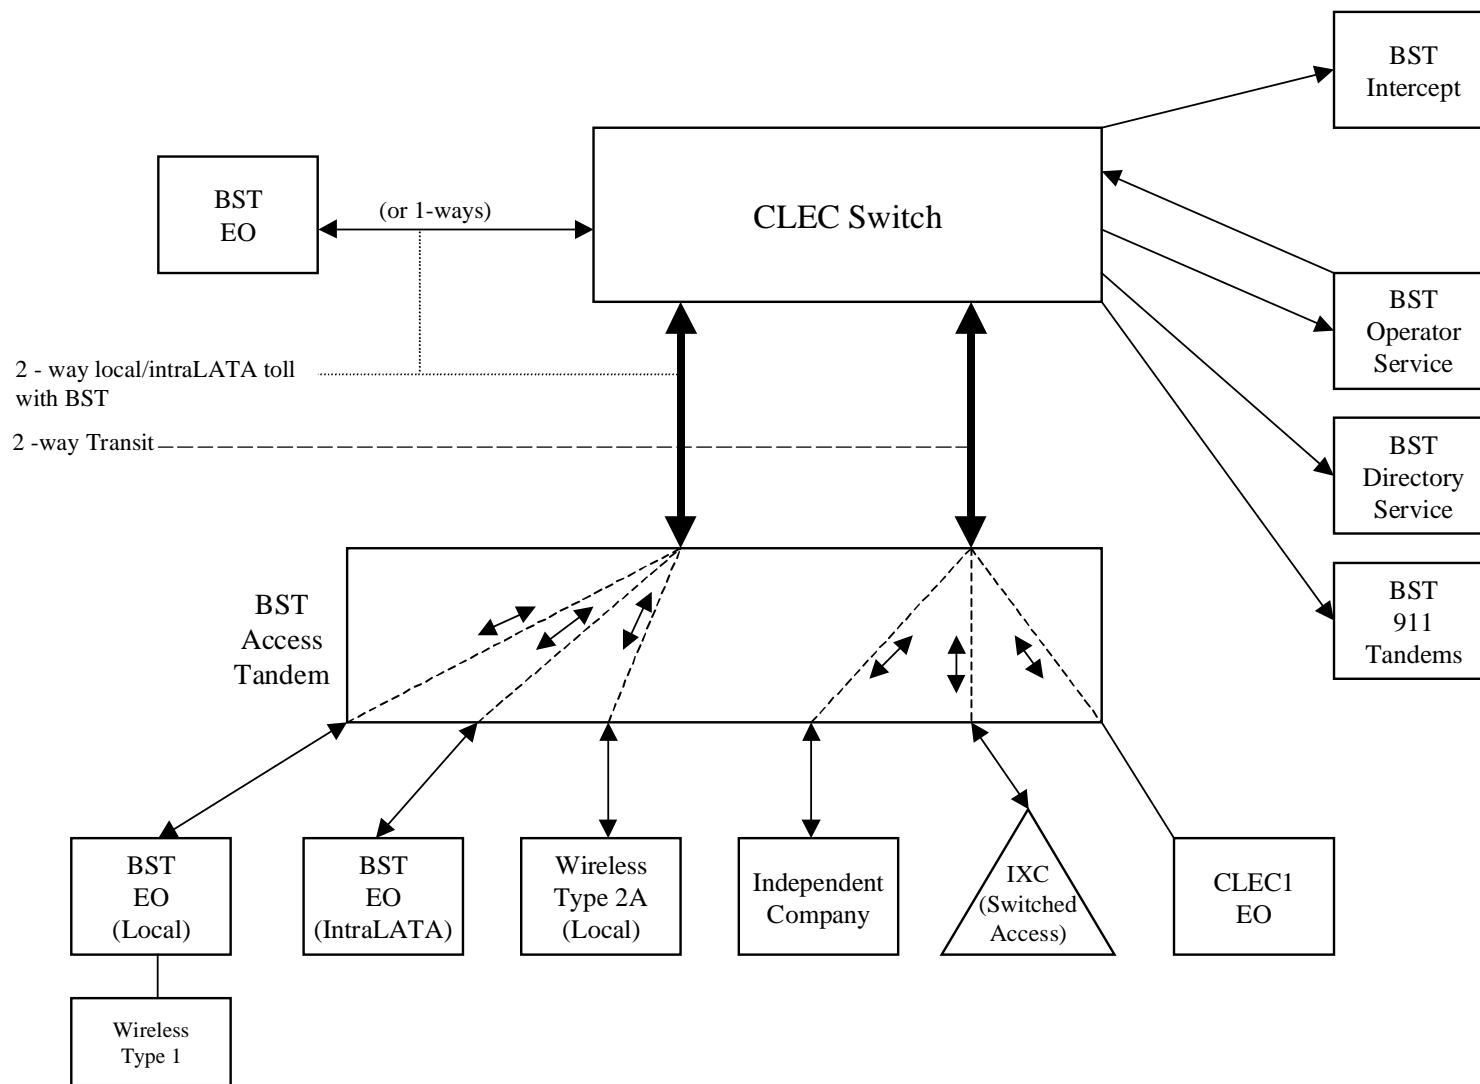 BST
Intercept
BST
EO
(or 1-ways)
CLEC Switch
BST
Operator
Service
2 - way local/intraLATA toll
with BST
2 -way Transit
BST
Directory
Service
BST
911
Tandems
BST
Access
Tandem
BST
EO
(Local)
BST
EO
(IntraLATA)
Wireless
Type 2A
(Local)
Independent
Company
IXC
(Switched
Access)
CLEC1
EO
Wireless
Type 1